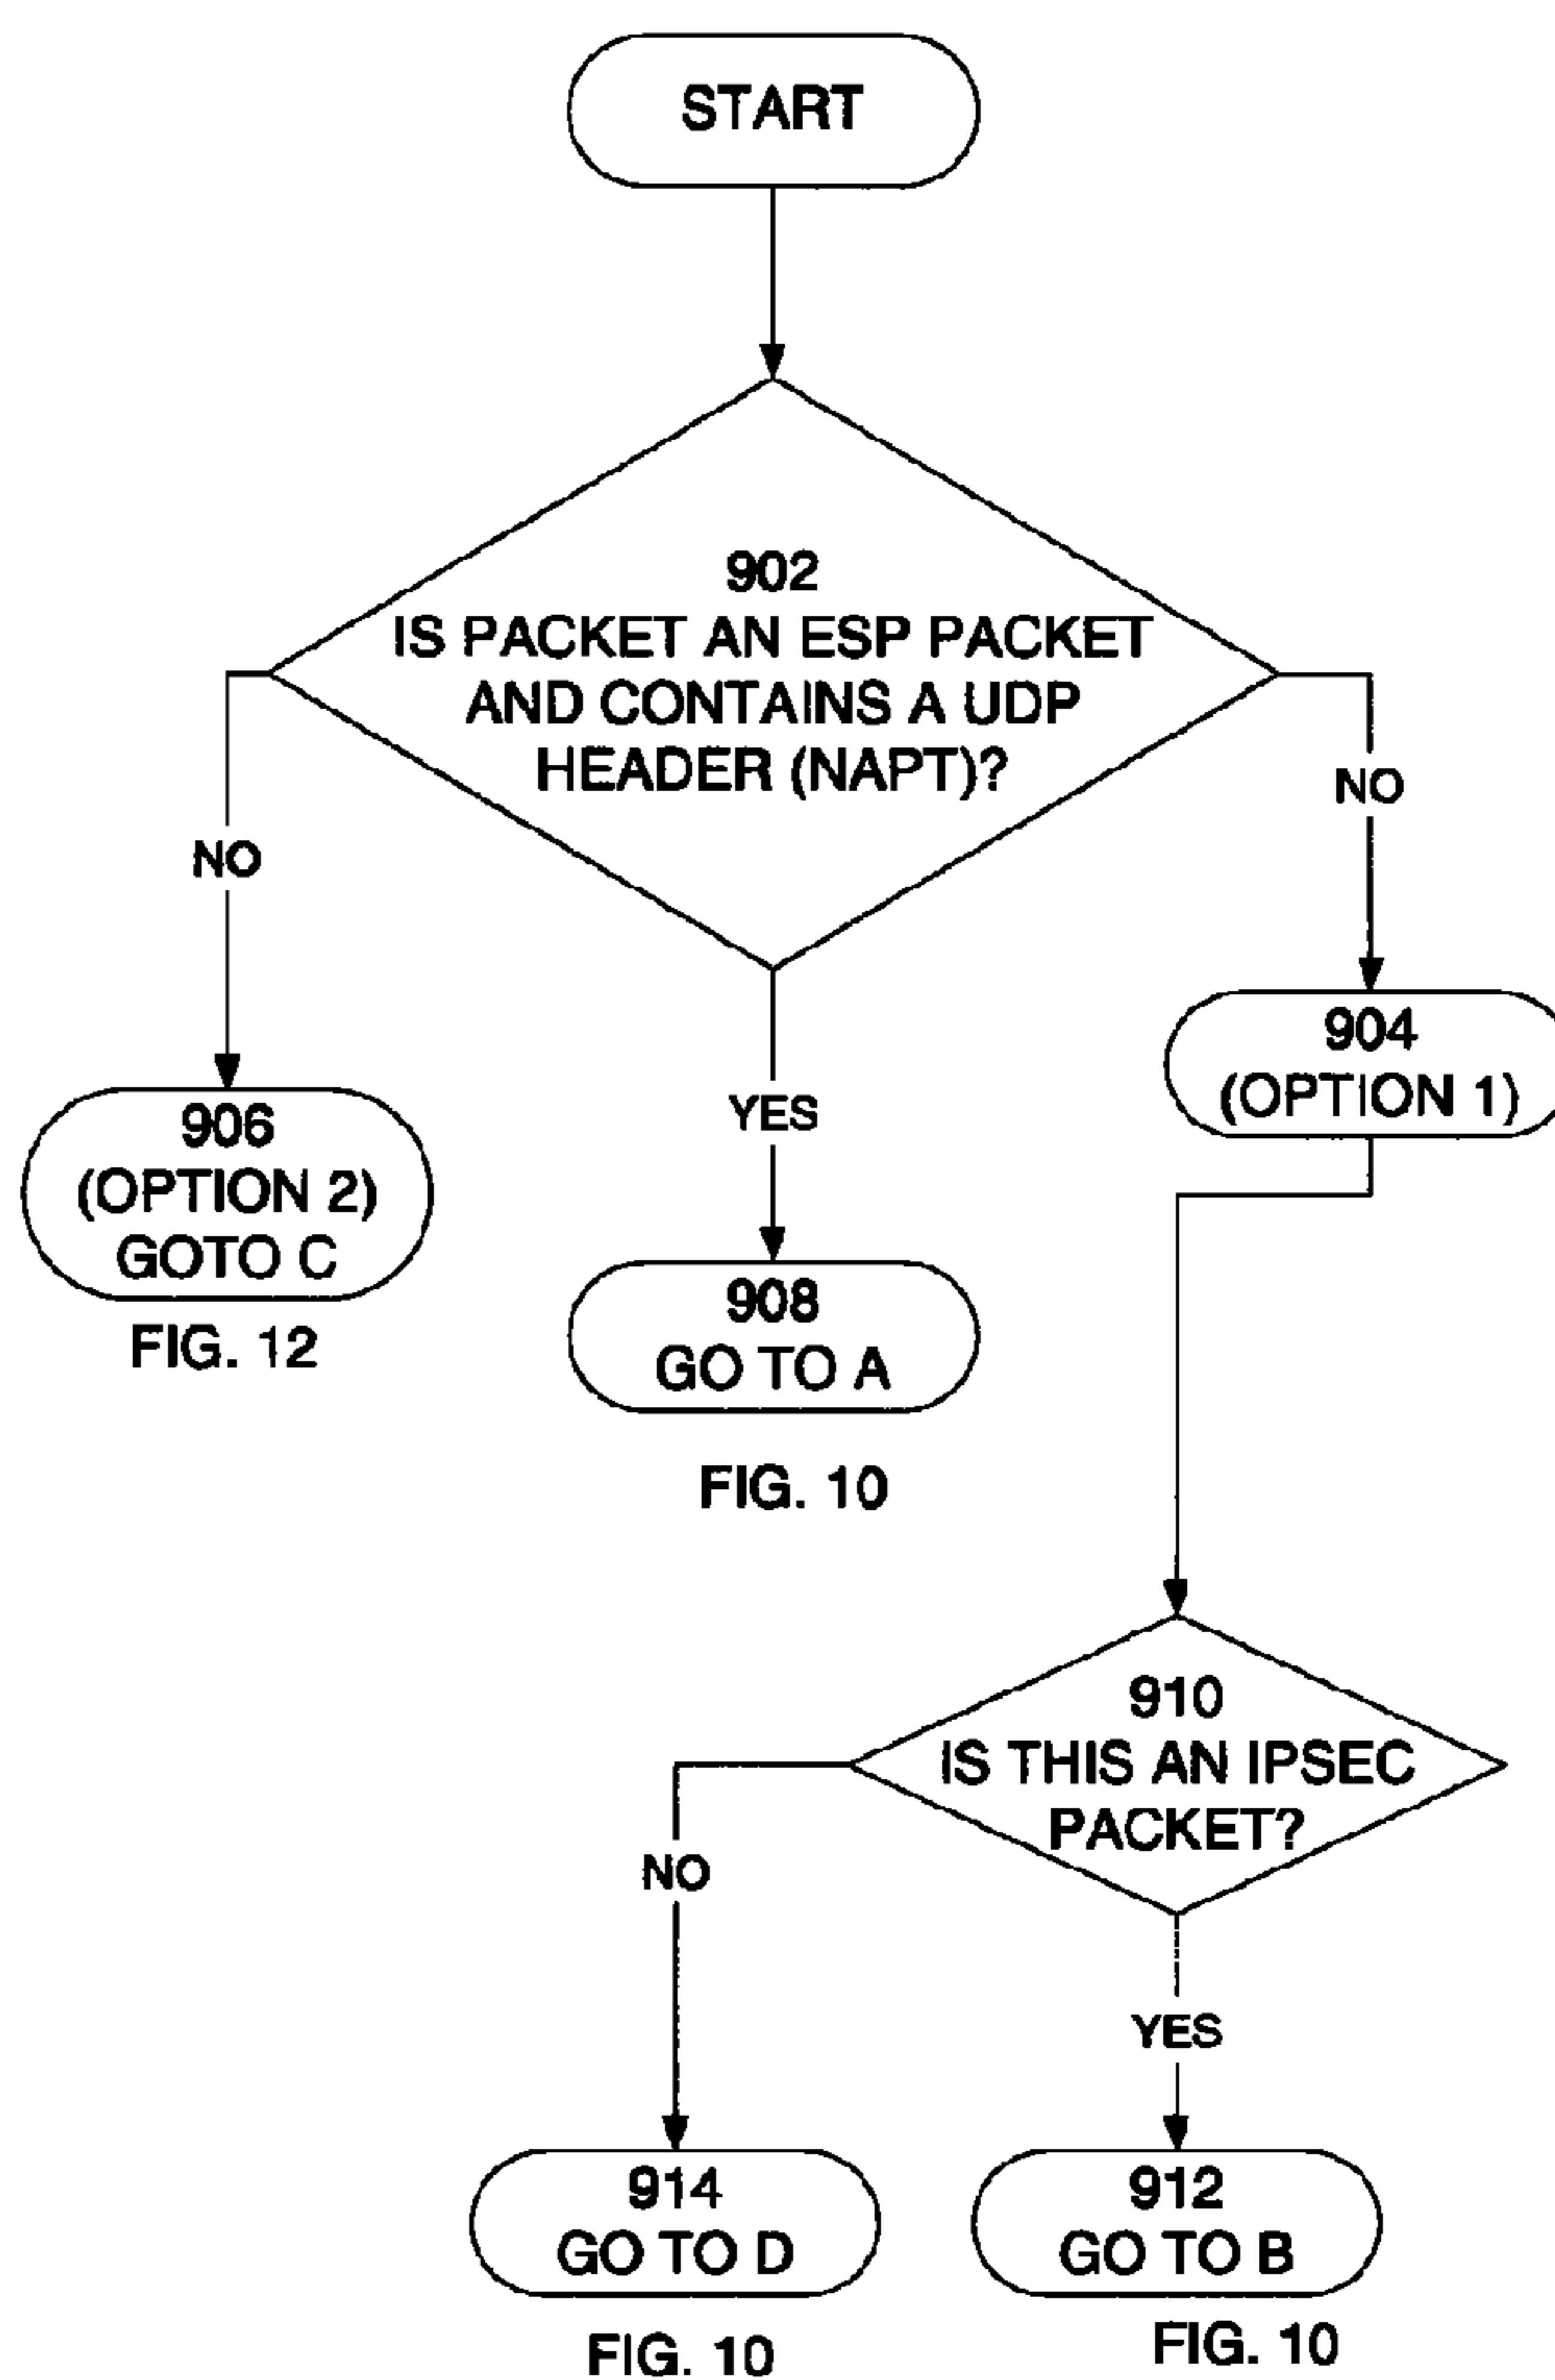 START
902
IS PACKET AN ESP PACKET
AND CONTAINS A UDP
HEADER (NAPT)?
NO
NO
YES
904
(OPTION 1)
906
(OPTION 2)
GOTO C
FIG. 12
908
GO TO A
FIG. 10
910
IS THIS AN IPSEC
PACKET?
NO
YES
914
GO TO D
FIG. 10
912
GO TO B
FIG. 10